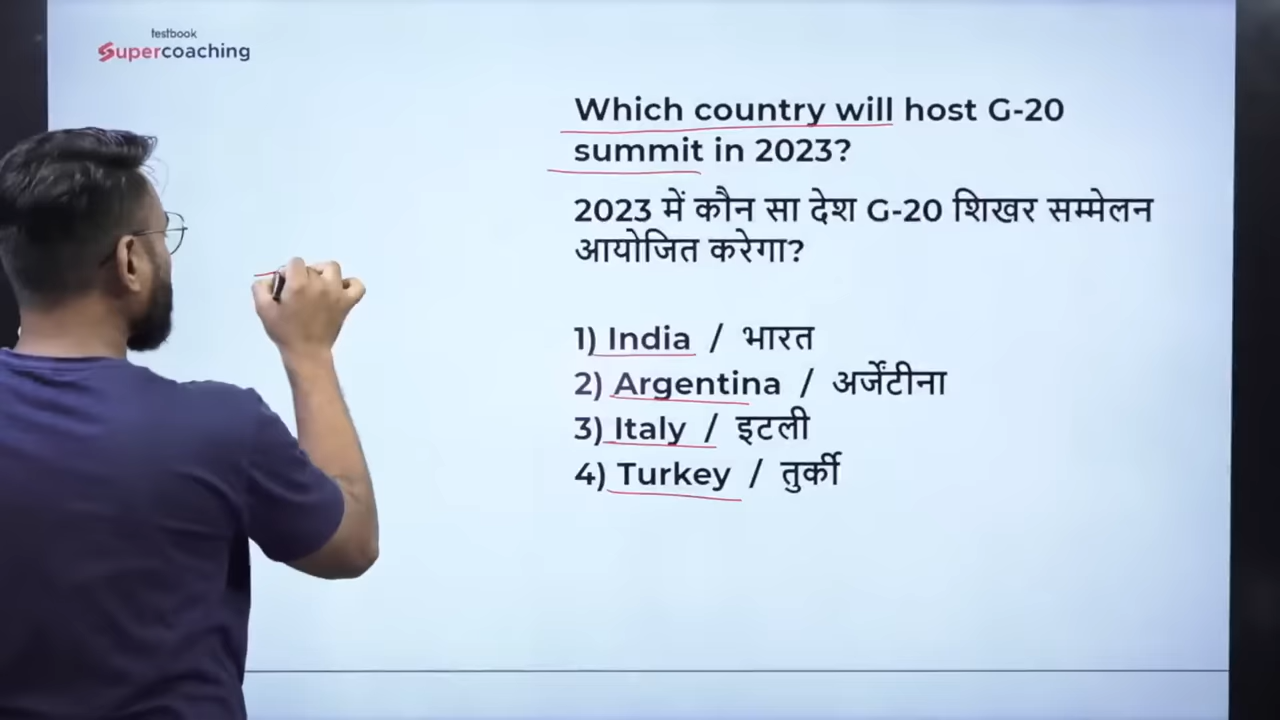 testbook
Supercoaching
Which country will host G-20
summit in 2023?
2023 में कौन सा देश G-20 शिखर सम्मेलन
आयोजित करेगा?
1) India / भारत
2) Argentina / अर्जेंटीना
3) Italy / इटली
4) Turkey / तुर्की